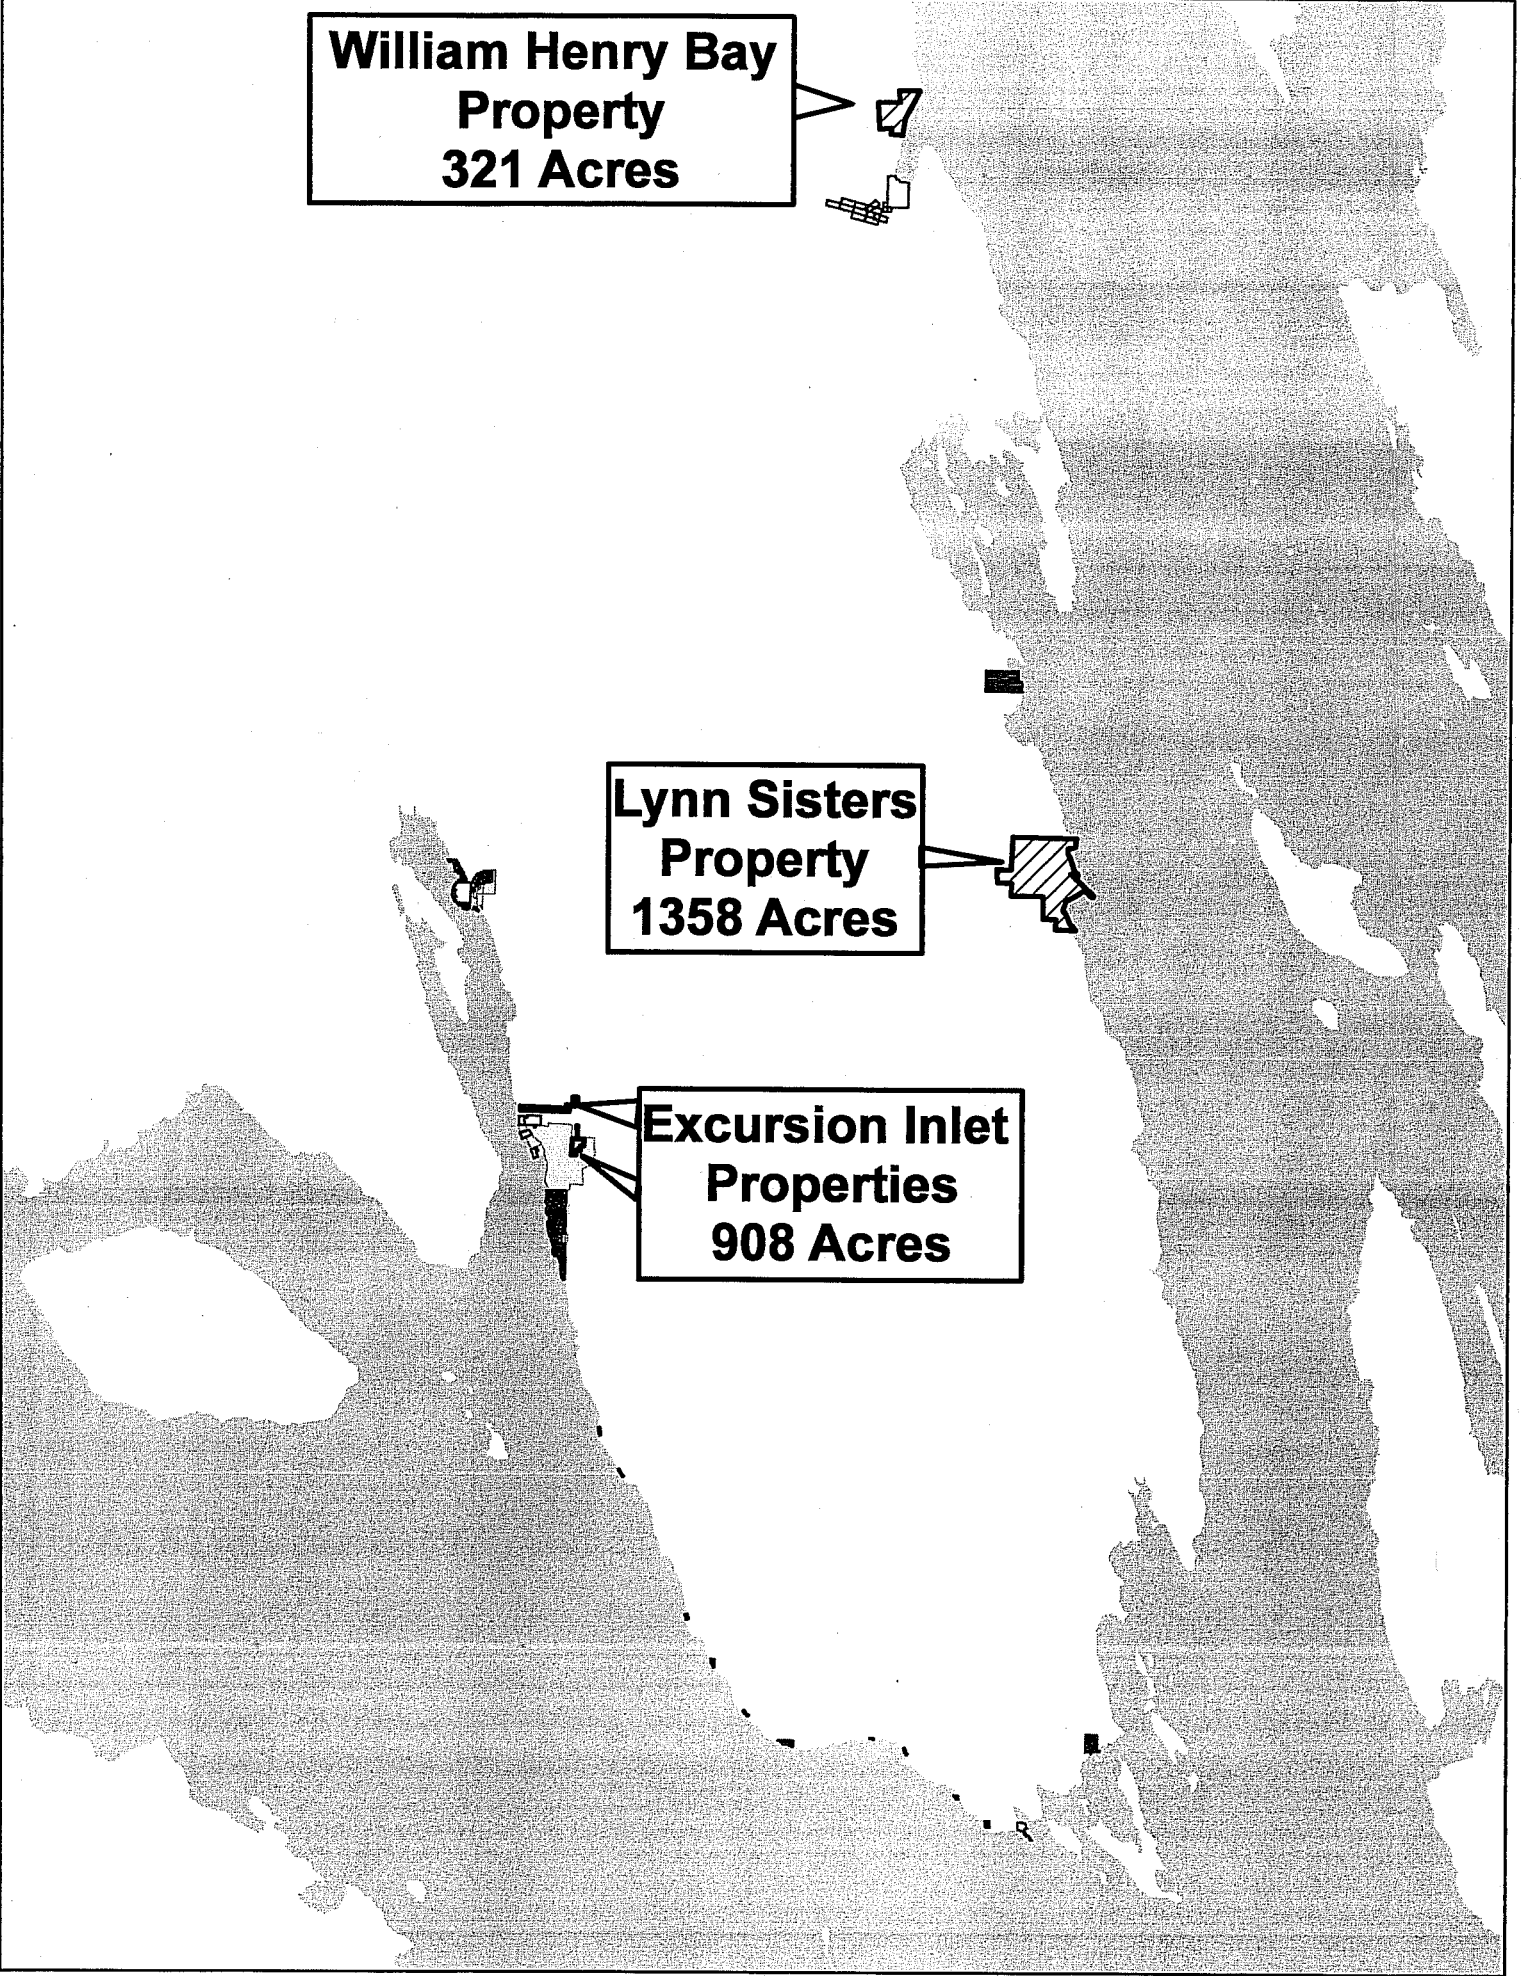 William Henry Bay
Property
321 Acres
Lynn Sisters
Property
1358 Acres
Excursion Inlet
Properties
908 Acres